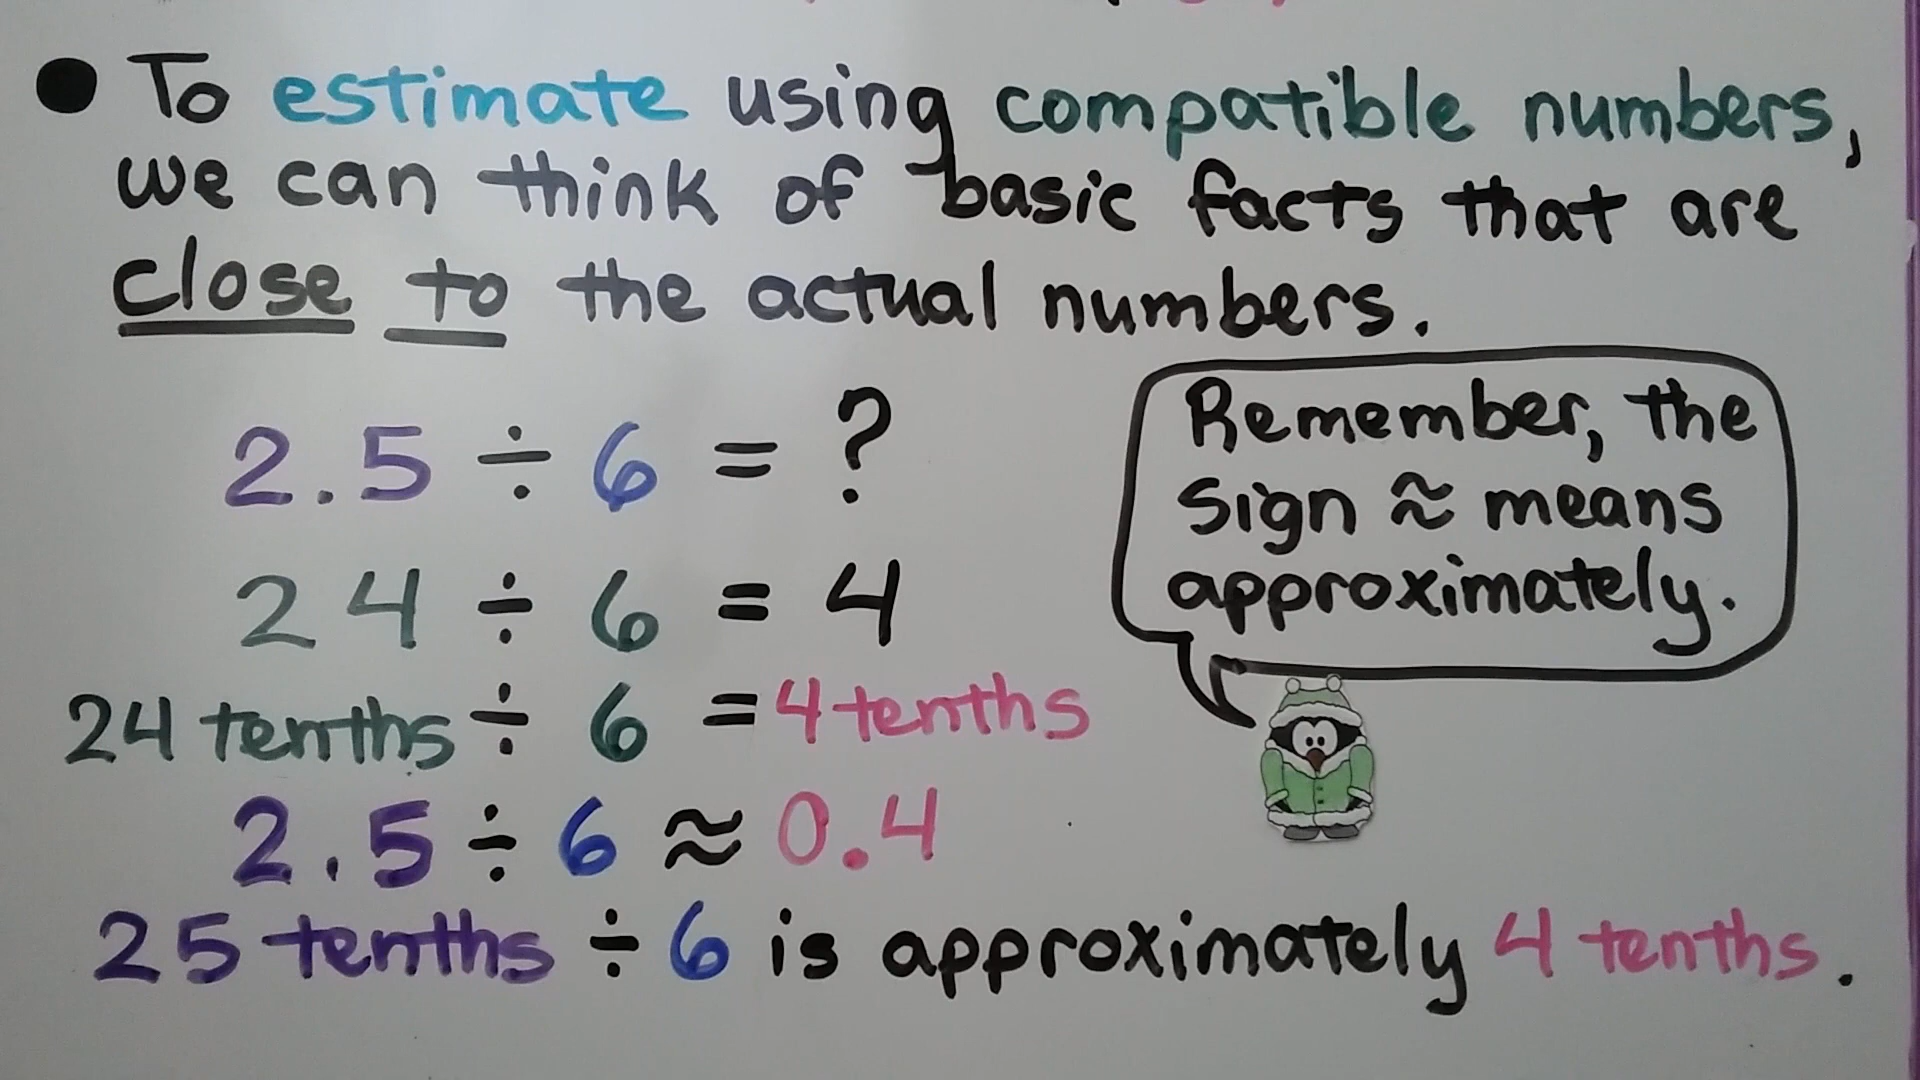 To estimate using compatible numbers,
we can think of basic facts that are
close to the actual numbers.
2.5 ÷ 6 = ?
24 ÷ 6 = 4
24 tenths ÷ 6 = 4 tenths
2.5 ÷ 6 ≈ 0.4
25 tenths ÷ 6 is approximately 4 tenths.
Remember, the
sign ≈ means
approximately.